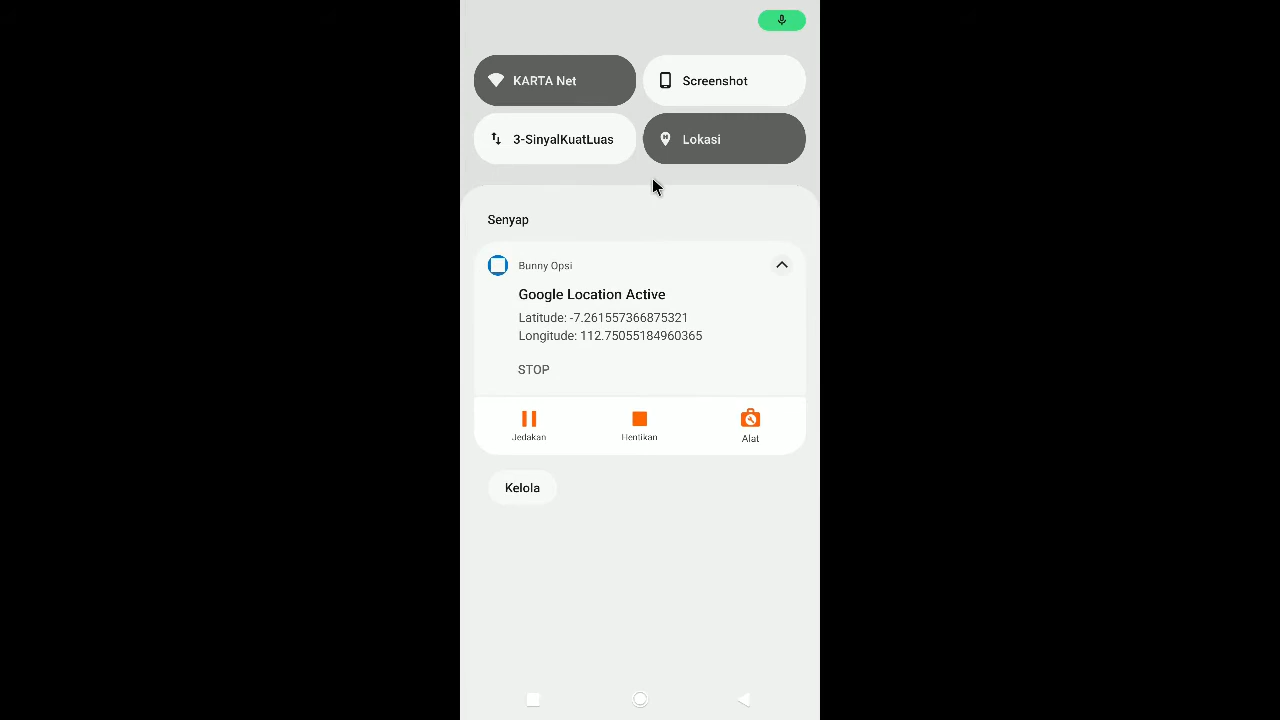 KARTA Net
Screenshot
3-SinyalKuatLuas
Lokasi
Senyap
Bunny Opsi
Google Location Active
Latitude: -7.261557366875321
Longitude: 112.75055184960365
STOP
Jedakan
Hentikan
Alat
Kelola